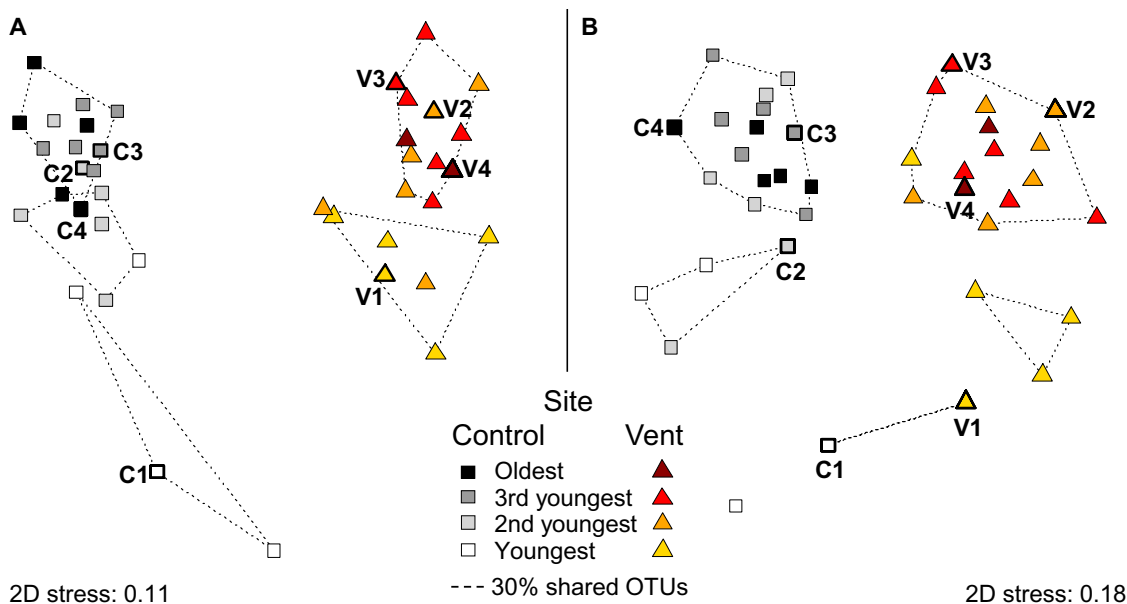 A
B
V3
V2
V4
C3
C2
C4
V1
C1
2D stress: 0.11
V3
V2
C4
C3
V4
C2
V1
C1
2D stress: 0.18
Site
Control Vent
Oldest
3rd youngest
2nd youngest
Youngest
30% shared OTUs